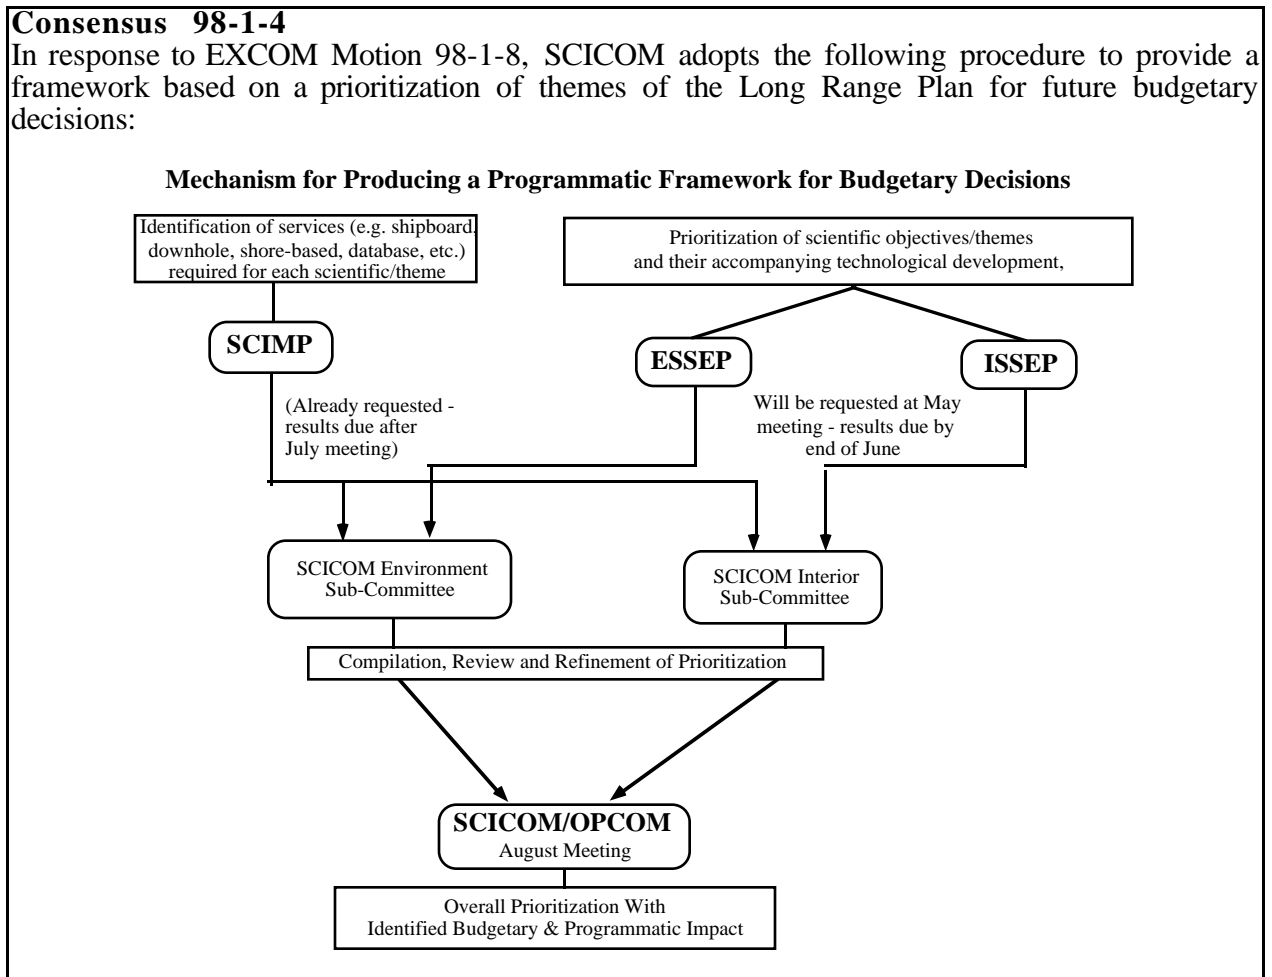 Consensus 98-1-4
In response to EXCOM Motion 98-1-8, SCICOM adopts the following procedure to provide a
framework based on a prioritization of themes of the Long Range Plan for future budgetary
decisions:
Mechanism for Producing a Programmatic Framework for Budgetary Decisions
Identification of services (e.g. shipboard,
downhole, shore-based, database, etc.)
required for each scientific/theme
Prioritization of scientific objectives/themes
and their accompanying technological development,
SCIMP
ESSEP
ISSEP
(Already requested -
results due after
July meeting)
Will be requested at May
meeting - results due by
end of June
SCICOM Environment
Sub-Committee
SCICOM Interior
Sub-Committee
Compilation, Review and Refinement of Prioritization
SCICOM/OPCOM
August Meeting
Overall Prioritization With
Identified Budgetary & Programmatic Impact